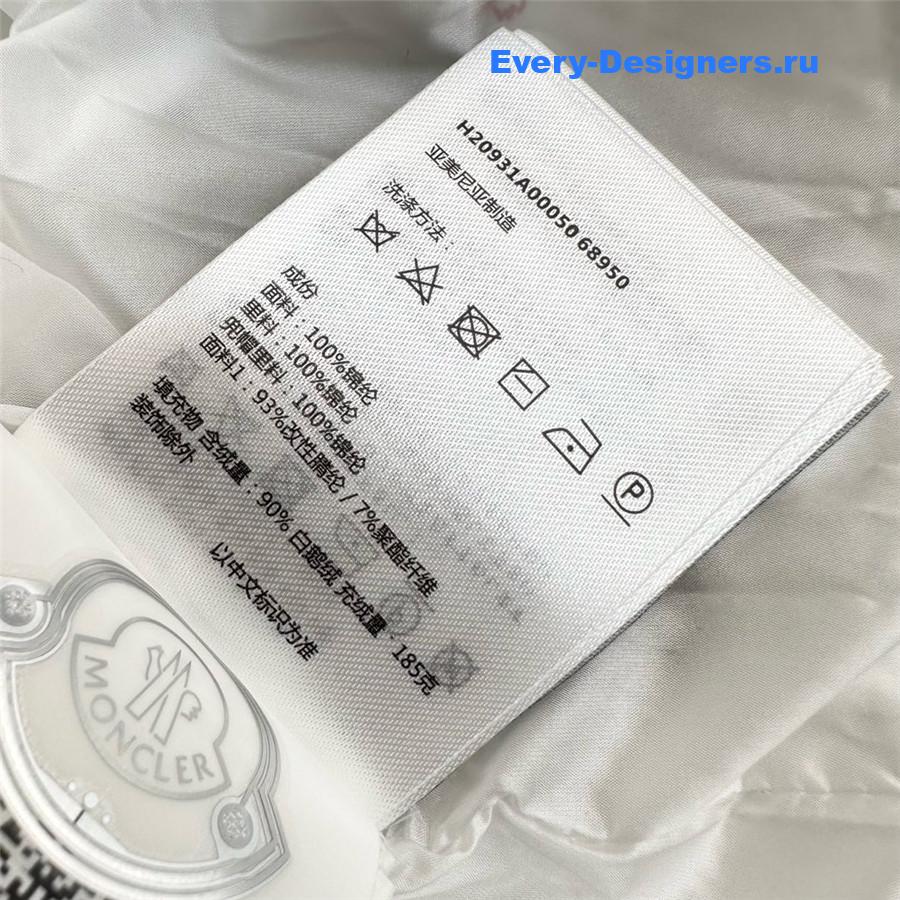 Every-Designers.ru
H20931A00050 68950
亚美尼亚制造
洗涤方法：
P
成份
面料：100%锦纶
里料：100%锦纶
兜帽里料：100%锦纶
面料1：93%改性腈纶 / 7%聚酯纤维
填充物 含绒量：90% 白鹅绒 充绒量：185克
装饰除外
以中文标识为准
MONCLER